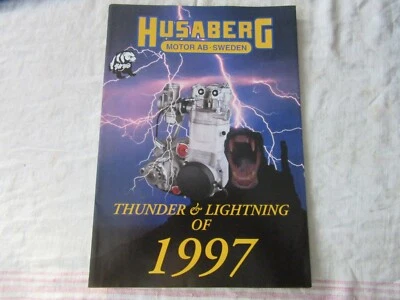 HUSABERG
MOTOR AB-SWEDEN
THUNDER & LIGHTNING
OF
1997